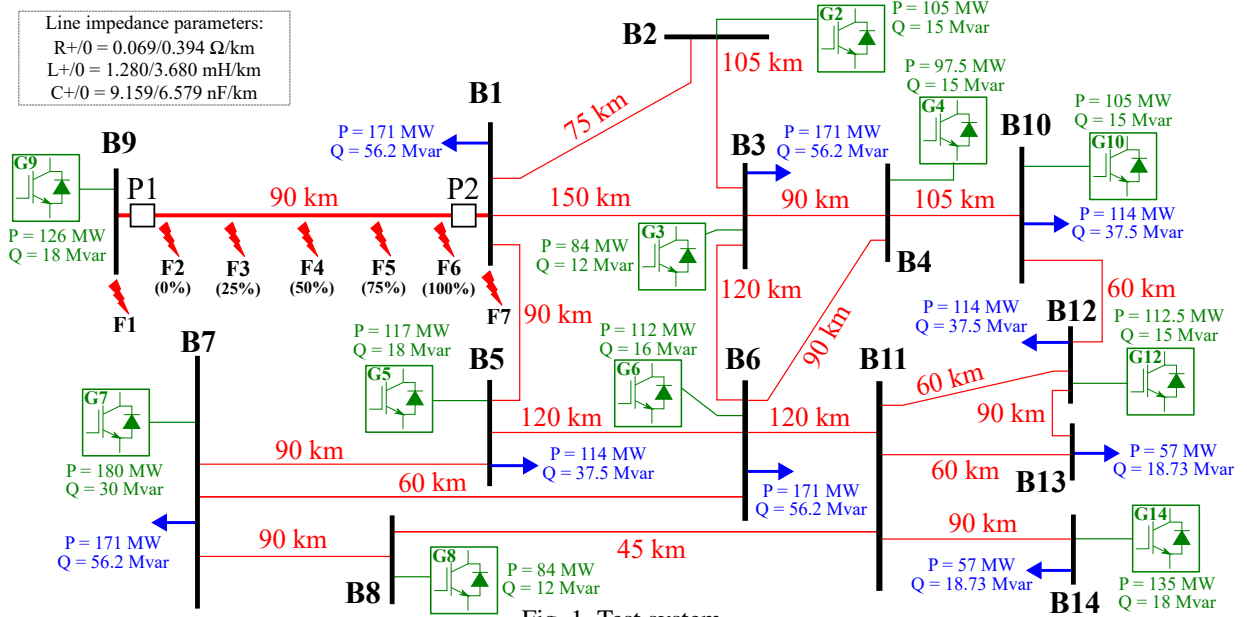 Line impedance parameters:
R+/0 = 0.069/0.394 Ω/km
L+/0 = 1.280/3.680 mH/km
C+/0 = 9.159/6.579 nF/km
B2
G2
P = 105 MW
Q = 15 Mvar
105 km
75 km
B1
P = 171 MW
Q = 56.2 Mvar
B9
G9
P = 126 MW
Q = 18 Mvar
P1
90 km
P2
F1
F2
(0%)
F3
(25%)
F4
(50%)
F5
(75%)
F6
(100%)
F7
150 km
B3
P = 171 MW
Q = 56.2 Mvar
G3
P = 84 MW
Q = 12 Mvar
90 km
P = 97.5 MW
Q = 15 Mvar
G4
B4
105 km
B10
P = 105 MW
Q = 15 Mvar
G10
P = 114 MW
Q = 37.5 Mvar
60 km
120 km
90 km
90 km
B7
G7
P = 180 MW
Q = 30 Mvar
P = 171 MW
Q = 56.2 Mvar
P = 117 MW
Q = 18 Mvar
G5
B5
90 km
120 km
P = 114 MW
Q = 37.5 Mvar
60 km
P = 112 MW
Q = 16 Mvar
G6
B6
120 km
P = 171 MW
Q = 56.2 Mvar
B11
P = 114 MW
Q = 37.5 Mvar
B12
P = 112.5 MW
Q = 15 Mvar
G12
60 km
90 km
60 km
B13
P = 57 MW
Q = 18.73 Mvar
90 km
B8
G8
P = 84 MW
Q = 12 Mvar
45 km
90 km
G14
P = 57 MW
Q = 18.73 Mvar
B14
P = 135 MW
Q = 18 Mvar
Fig. 1. Test system